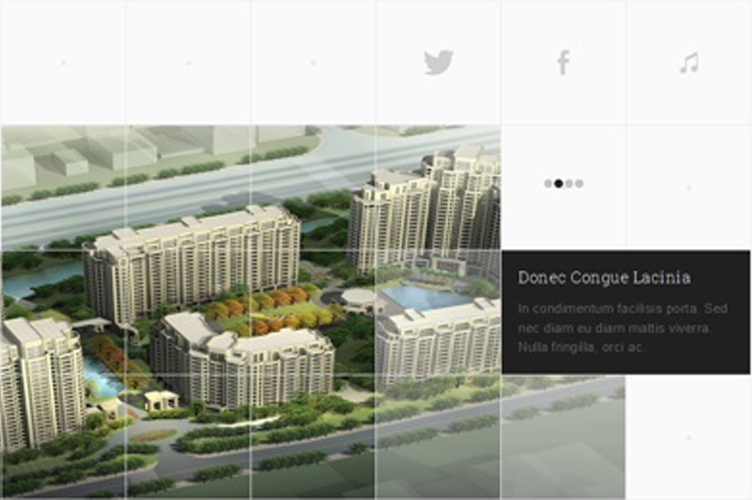 Donec Congue Lacinia
In condimentum facilisis porta. Sed
nec diam eu diam mattis viverra.
Nulla fringilla, orci ac.